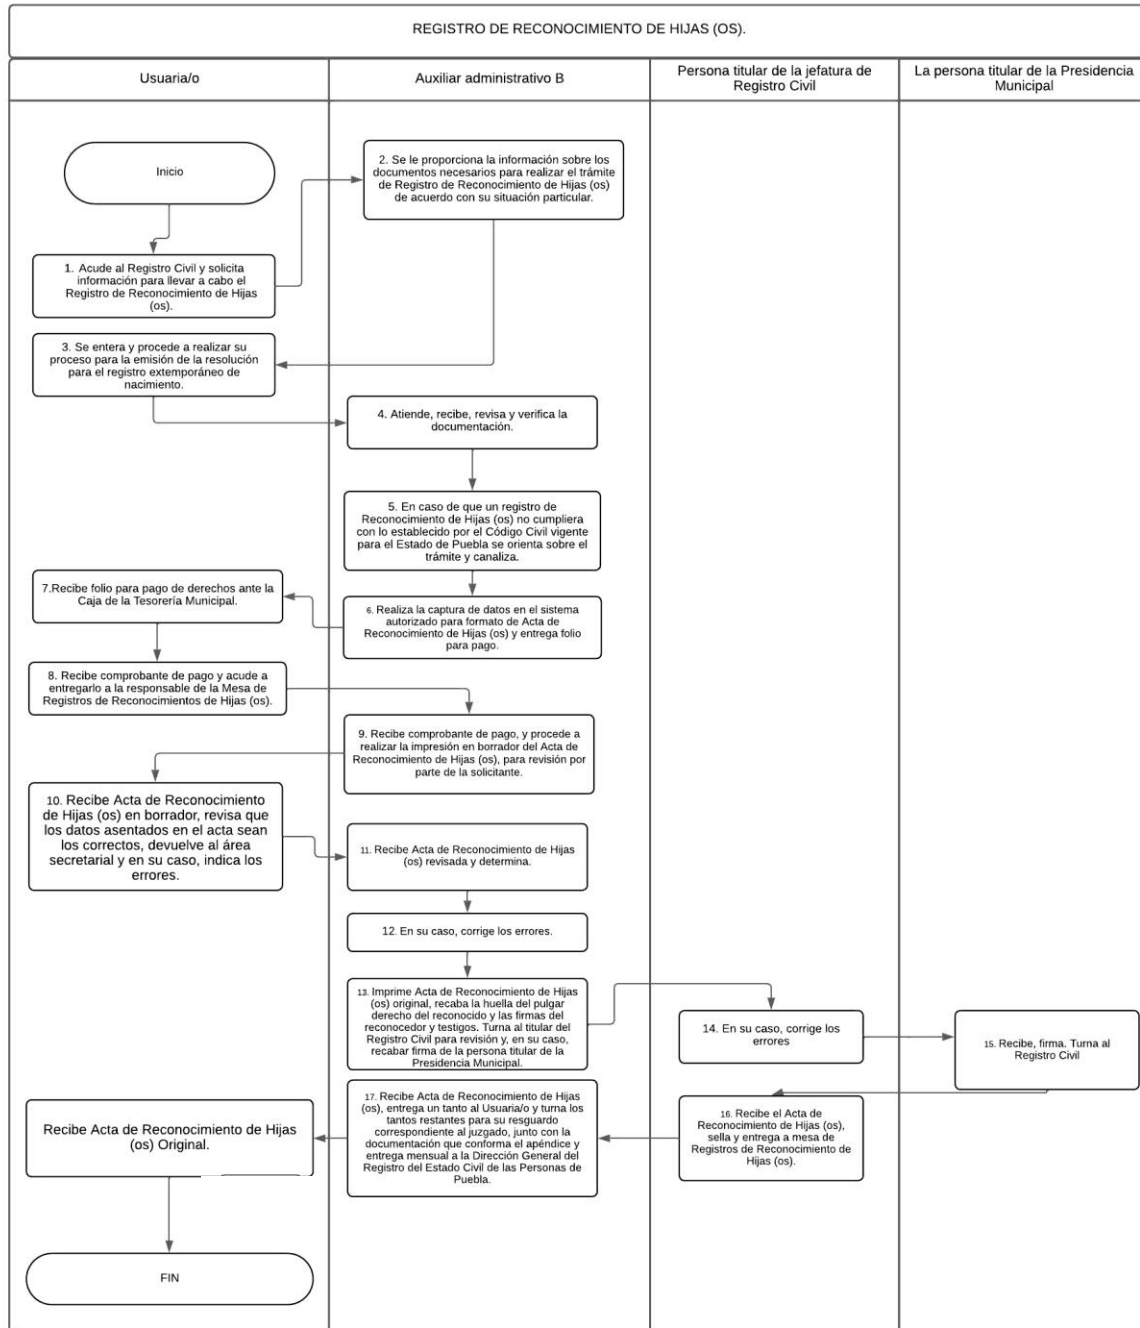 REGISTRO DE RECONOCIMIENTO DE HIJAS (OS).
Usuaria/o
Auxiliar administrativo B
Persona titular de la jefatura de
Registro Civil
La persona titular de la Presidencia
Municipal
Inicio
2. Se le proporciona la información sobre los
documentos necesarios para realizar el trámite
de Registro de Reconocimiento de Hijas (os)
de acuerdo con su situación particular.
1. Acude al Registro Civil y solicita
información para llevar a cabo el
Registro de Reconocimiento de Hijas
(os).
3. Se entera y procede a realizar su
proceso para la emisión de la resolución
para el registro extemporáneo de
nacimiento.
4. Atiende, recibe, revisa y verifica la
documentación.
5. En caso de que un registro de
Reconocimiento de Hijas (os) no cumpliera
con lo establecido por el Código Civil vigente
para el Estado de Puebla se orienta sobre el
trámite y canaliza.
7.Recibe folio para pago de derechos ante la
Caja de la Tesorería Municipal.
6. Realiza la captura de datos en el sistema
autorizado para formato de Acta de
Reconocimiento de Hijas (os) y entrega folio
para pago.
8. Recibe comprobante de pago y acude a
entregarlo a la responsable de la Mesa de
Registros de Reconocimientos de Hijas (os).
9. Recibe comprobante de pago, y procede a
realizar la impresión en borrador del Acta de
Reconocimiento de Hijas (os), para revisión por
parte de la solicitante.
10. Recibe Acta de Reconocimiento
de Hijas (os) en borrador, revisa que
los datos asentados en el acta sean
los correctos, devuelve al área
secretarial y en su caso, indica los
errores.
11. Recibe Acta de Reconocimiento de Hijas
(os) revisada y determina.
12. En su caso, corrige los errores.
13. Imprime Acta de Reconocimiento de Hijas
(os) original, recaba la huella del pulgar
derecho del reconocido y las firmas del
reconocedor y testigos. Turna al titular del
Registro Civil para revisión y, en su caso,
recabar firma de la persona titular de la
Presidencia Municipal.
14. En su caso, corrige los
errores
15. Recibe, firma. Turna al
Registro Civil
16. Recibe el Acta de
Reconocimiento de Hijas (os),
sella y entrega a mesa de
Registros de Reconocimiento de
Hijas (os).
17. Recibe Acta de Reconocimiento de Hijas
(os), entrega un tanto al Usuaria/o y turna los
tantos restantes para su resguardo
correspondiente al juzgado, junto con la
documentación que conforma el apéndice y
entrega mensual a la Dirección General del
Registro del Estado Civil de las Personas de
Puebla.
Recibe Acta de Reconocimiento de Hijas
(os) Original.
FIN